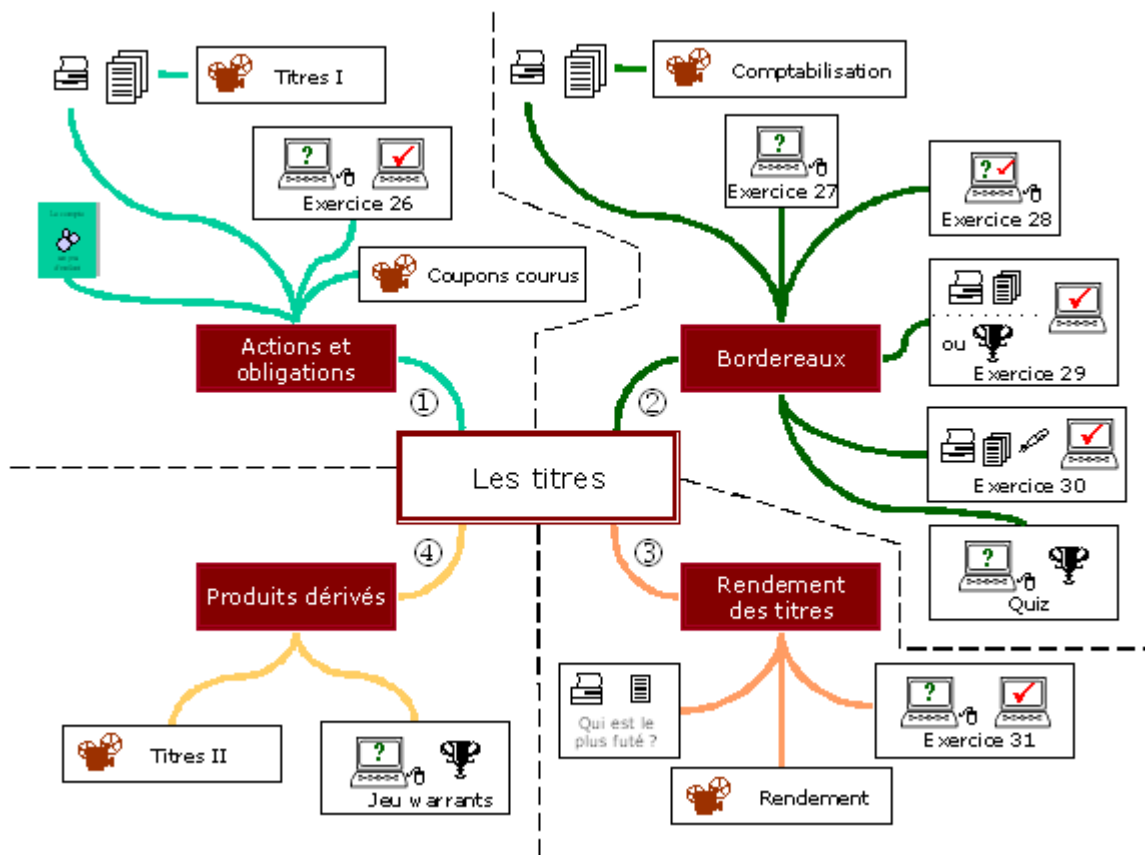 Titres I
Comptabilisation
?
Exercice 26
?
Exercice 27
?
Exercice 28
Coupons courus
Actions et
obligations
①
Bordereaux
②
ou
Exercice 29
Exercice 30
?
Quiz
Les titres
④
③
Produits dérivés
Rendement
des titres
Titres II
?
Jeu warrants
Qui est le
plus futé ?
Rendement
?
Exercice 31